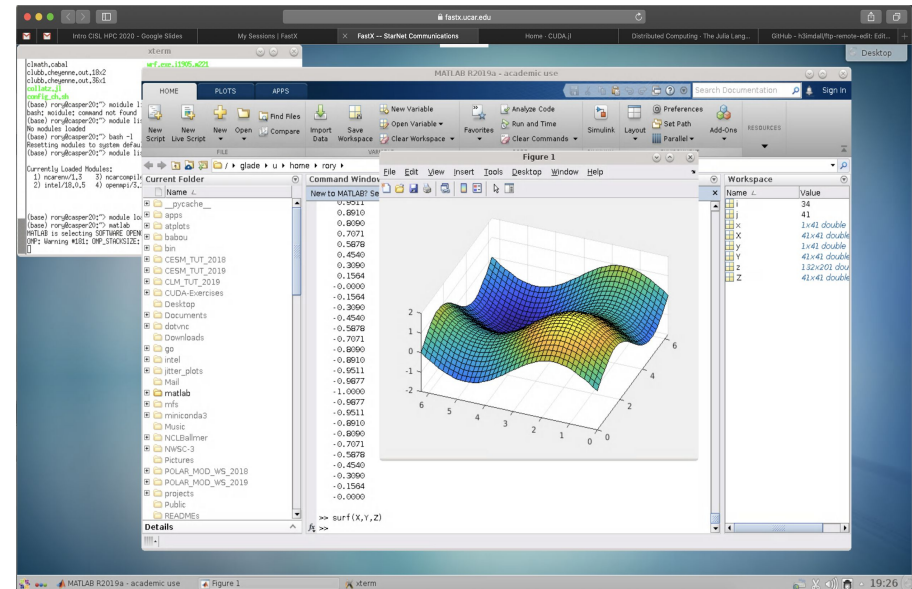 fastx.ucar.edu
Intro CISL HPC 2020 - Google Slides
My Sessions | FastX
× FastX -- StarNet Communications
Home - CUDA.jl
Distributed Computing - The Julia Lang...
GitHub - h3imdall/ftp-remote-edit: Edit...
Desktop
xterm
clmath,cabal
wrf.exe.11905.m221
clubb,cheyenne,out,18x2
clubb,cheyenne,out,36x1
collatz.jl
config_ch.sh
(base) rory@casper20:~> moidule l
bash: moidule: command not found
(base) rory@casper20:~> module li
No modules loaded
(base) rory@casper20:~> bash -l
Resetting modules to system defau
(base) rory@casper20:~> module li
Currently Loaded Modules:
1) ncarenv/1.3 3) ncarcompil
2) intel/18.0.5 4) openmpi/3.
(base) rory@casper20:~> module lo
(base) rory@casper20:~> matlab
MATLAB is selecting SOFTWARE OPEN
OMP: Warning #181: OMP_STACKSIZE:
MATLAB R2019a - academic use
HOME PLOTS APPS
Search Documentation
Sign In
New Script
New Live Script
New
Open
Find Files
Compare
FILE
Import Data
Save Workspace
New Variable
Open Variable
Clear Workspace
Favorites
Analyze Code
Run and Time
Clear Commands
Simulink
Layout
Preferences
Set Path
Parallel
Add-Ons
RESOURCES
/ glade u home rory
Current Folder
Name
__pycache__
apps
atplots
babou
bin
CESM_TUT_2018
CESM_TUT_2019
CLM_TUT_2019
CUDA-Exercises
Desktop
Documents
dotvnc
Downloads
go
intel
jitter_plots
Mail
matlab
mfs
miniconda3
Music
NCLBallmer
NWSC-3
Pictures
POLAR_MOD_WS_2018
POLAR_MOD_WS_2019
projects
Public
READMEs
Details
Command Window
New to MATLAB? Se
0.9511
0.8910
0.8090
0.7071
0.5878
0.4540
0.3090
0.1564
-0.0000
-0.1564
-0.3090
-0.4540
-0.5878
-0.7071
-0.8090
-0.8910
-0.9511
-0.9877
-1.0000
-0.9877
-0.9511
-0.8910
-0.8090
-0.7071
-0.5878
-0.4540
-0.3090
-0.1564
-0.0000
>> surf(X,Y,Z)
fx >>
Figure 1
File Edit View Insert Tools Desktop Window Help
2
1
0
-1
-2
6 5 4 3 2 1 0
0 2 4 6
Workspace
Name Value
i 34
j 41
x 1x41 double
X 41x41 double
y 1x41 double
Y 41x41 double
z 132x201 dou
Z 41x41 double
MATLAB R2019a - academic use
Figure 1
xterm
19:26